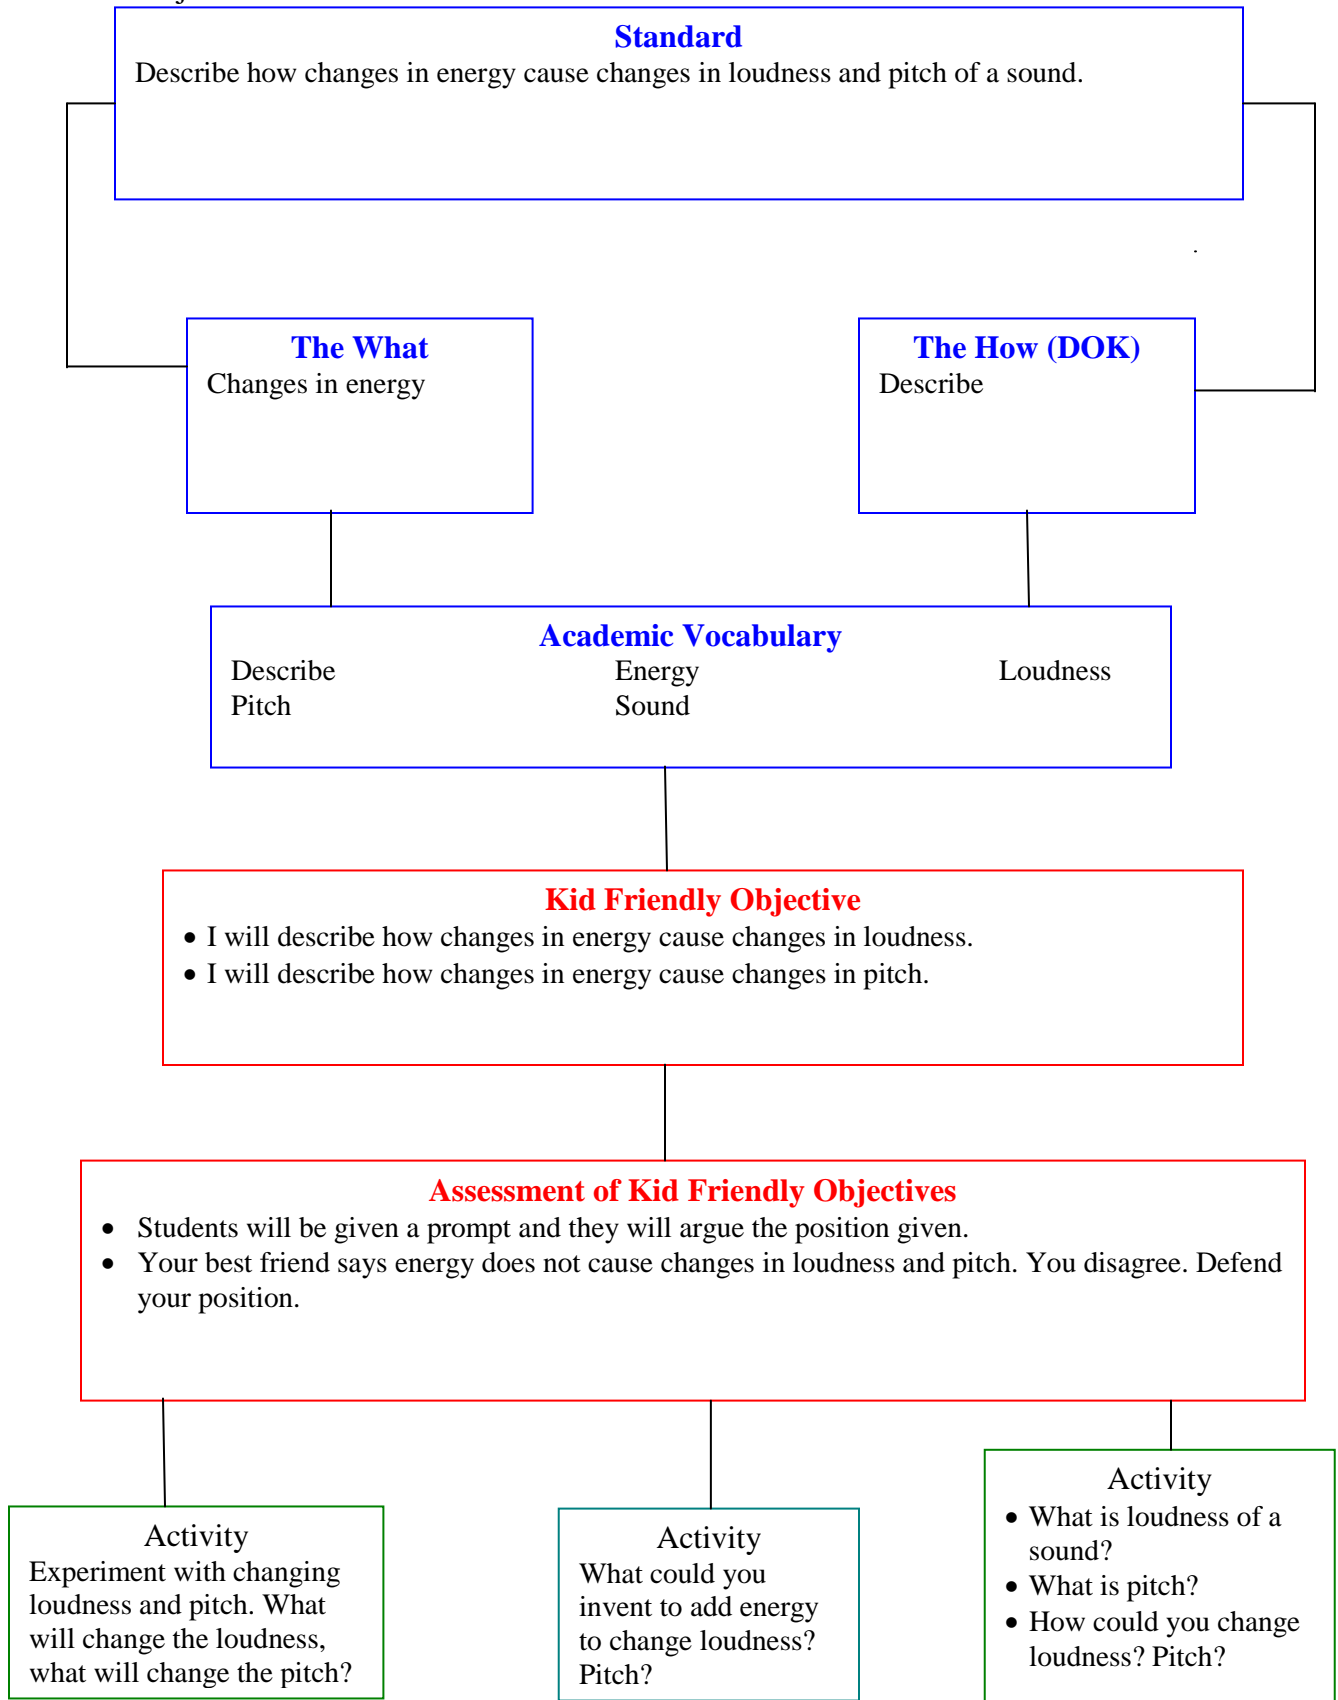 Standard
Describe how changes in energy cause changes in loudness and pitch of a sound.
.
The What
Changes in energy
The How (DOK)
Describe
Academic Vocabulary
Describe Energy Loudness
Pitch Sound
Kid Friendly Objective
• I will describe how changes in energy cause changes in loudness.
• I will describe how changes in energy cause changes in pitch.
Assessment of Kid Friendly Objectives
• Students will be given a prompt and they will argue the position given.
• Your best friend says energy does not cause changes in loudness and pitch. You disagree. Defend
your position.
Activity
Experiment with changing
loudness and pitch. What
will change the loudness,
what will change the pitch?
Activity
What could you
invent to add energy
to change loudness?
Pitch?
Activity
• What is loudness of a
sound?
• What is pitch?
• How could you change
loudness? Pitch?